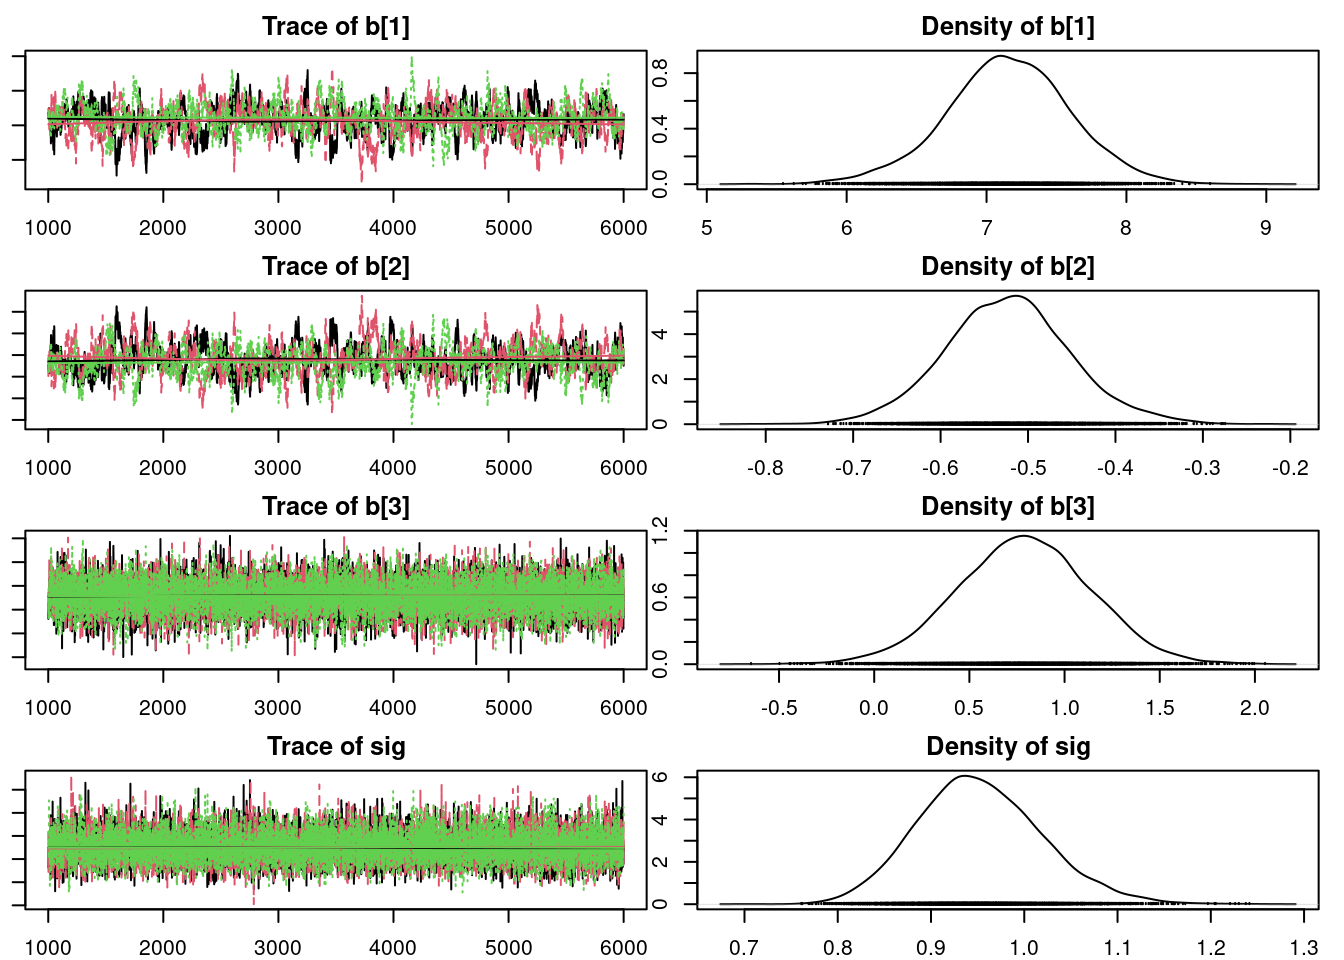 Trace of b[1]
Density of b[1]
0.0 0.4 0.8
1000 2000 3000 4000 5000 6000
5 6 7 8 9
Trace of b[2]
Density of b[2]
0 2 4
1000 2000 3000 4000 5000 6000
-0.8 -0.7 -0.6 -0.5 -0.4 -0.3 -0.2
Trace of b[3]
Density of b[3]
0.0 0.6 1.2
1000 2000 3000 4000 5000 6000
-0.5 0.0 0.5 1.0 1.5 2.0
Trace of sig
Density of sig
0 2 4 6
1000 2000 3000 4000 5000 6000
0.7 0.8 0.9 1.0 1.1 1.2 1.3